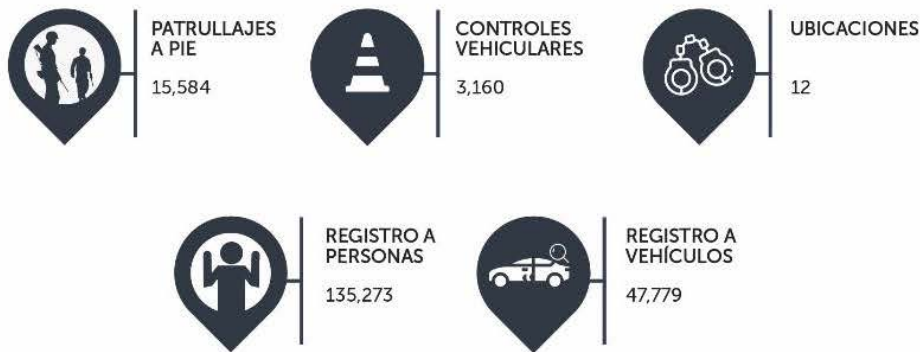 PATRULLAJES
A PIE
15,584
CONTROLES
VEHICULARES
3,160
UBICACIONES
12
REGISTRO A
PERSONAS
135,273
REGISTRO A
VEHÍCULOS
47,779